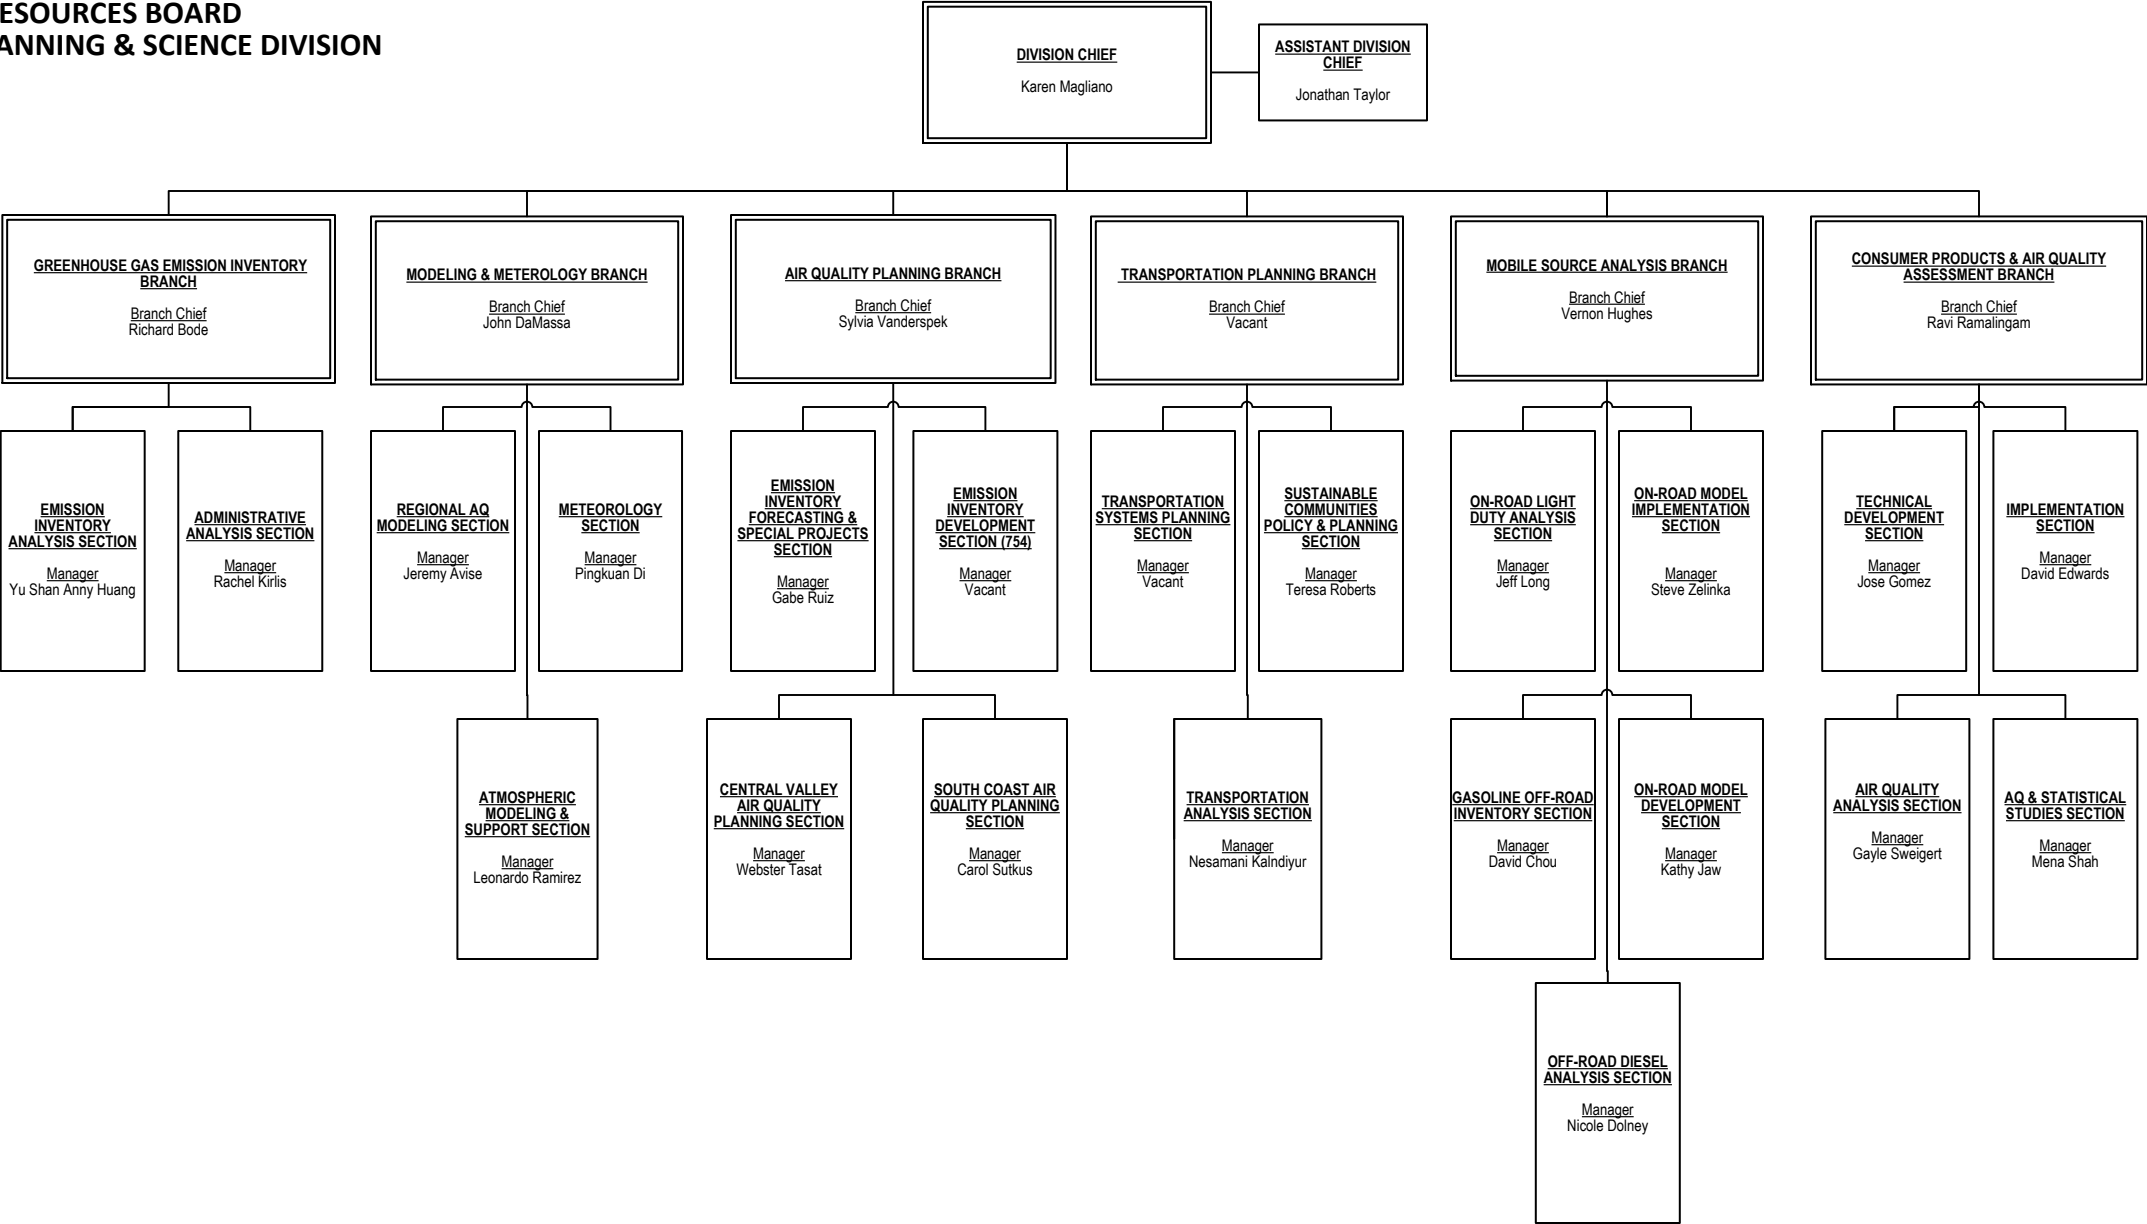 ESOURCES BOARD
ANNING & SCIENCE DIVISION
DIVISION CHIEF
Karen Magliano
ASSISTANT DIVISION
CHIEF
Jonathan Taylor
GREENHOUSE GAS EMISSION INVENTORY
BRANCH
Branch Chief
Richard Bode
MODELING & METEROLOGY BRANCH
Branch Chief
John DaMassa
AIR QUALITY PLANNING BRANCH
Branch Chief
Sylvia Vanderspek
TRANSPORTATION PLANNING BRANCH
Branch Chief
Vacant
MOBILE SOURCE ANALYSIS BRANCH
Branch Chief
Vernon Hughes
CONSUMER PRODUCTS & AIR QUALITY
ASSESSMENT BRANCH
Branch Chief
Ravi Ramalingam
EMISSION
INVENTORY
ANALYSIS SECTION
Manager
Yu Shan Anny Huang
ADMINISTRATIVE
ANALYSIS SECTION
Manager
Rachel Kirlis
REGIONAL AQ
MODELING SECTION
Manager
Jeremy Avise
METEOROLOGY
SECTION
Manager
Pingkuan Di
EMISSION
INVENTORY
FORECASTING &
SPECIAL PROJECTS
SECTION
Manager
Gabe Ruiz
EMISSION
INVENTORY
DEVELOPMENT
SECTION (754)
Manager
Vacant
TRANSPORTATION
SYSTEMS PLANNING
SECTION
Manager
Vacant
SUSTAINABLE
COMMUNITIES
POLICY & PLANNING
SECTION
Manager
Teresa Roberts
ON-ROAD LIGHT
DUTY ANALYSIS
SECTION
Manager
Jeff Long
ON-ROAD MODEL
IMPLEMENTATION
SECTION
Manager
Steve Zelinka
TECHNICAL
DEVELOPMENT
SECTION
Manager
Jose Gomez
IMPLEMENTATION
SECTION
Manager
David Edwards
ATMOSPHERIC
MODELING &
SUPPORT SECTION
Manager
Leonardo Ramirez
CENTRAL VALLEY
AIR QUALITY
PLANNING SECTION
Manager
Webster Tasat
SOUTH COAST AIR
QUALITY PLANNING
SECTION
Manager
Carol Sutkus
TRANSPORTATION
ANALYSIS SECTION
Manager
Nesamani Kalndiyur
GASOLINE OFF-ROAD
INVENTORY SECTION
Manager
David Chou
ON-ROAD MODEL
DEVELOPMENT
SECTION
Manager
Kathy Jaw
AIR QUALITY
ANALYSIS SECTION
Manager
Gayle Sweigert
AQ & STATISTICAL
STUDIES SECTION
Manager
Mena Shah
OFF-ROAD DIESEL
ANALYSIS SECTION
Manager
Nicole Dolney